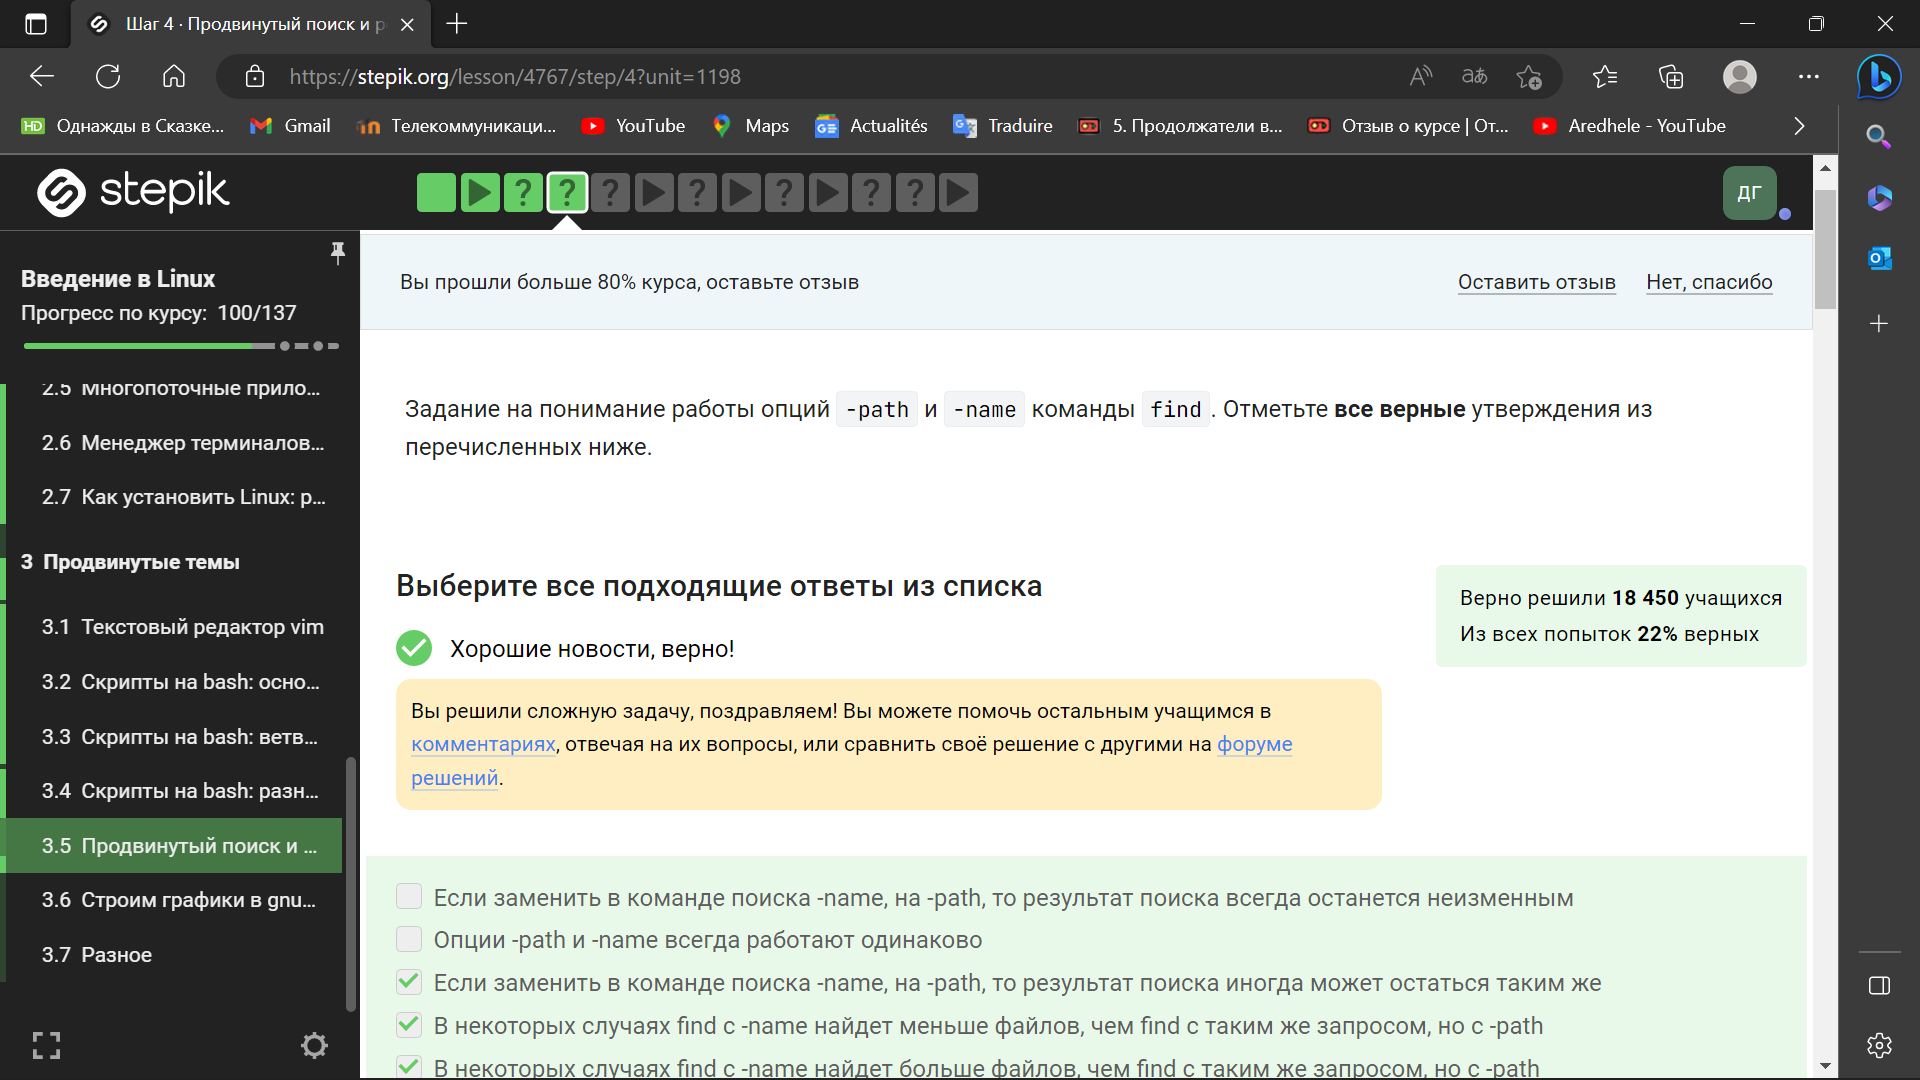 Шаг 4 · Продвинутый поиск и р
https://stepik.org/lesson/4767/step/4?unit=1198
Однажды в Сказке...
Gmail
Телекоммуникаци...
YouTube
Maps
Actualités
Traduire
5. Продолжатели в...
Отзыв о курсе | От...
Aredhele - YouTube
stepik
ДГ
Введение в Linux
Прогресс по курсу: 100/137
2.5 Многопоточные прило...
2.6 Менеджер терминалов...
2.7 Как установить Linux: р...
3 Продвинутые темы
3.1 Текстовый редактор vim
3.2 Скрипты на bash: осно...
3.3 Скрипты на bash: ветв...
3.4 Скрипты на bash: разн...
3.5 Продвинутый поиск и ...
3.6 Строим графики в gnu...
3.7 Разное
Вы прошли больше 80% курса, оставьте отзыв
Оставить отзыв
Нет, спасибо
Задание на понимание работы опций -path и -name команды find. Отметьте все верные утверждения из
перечисленных ниже.
Выберите все подходящие ответы из списка
Верно решили 18 450 учащихся
Из всех попыток 22% верных
Хорошие новости, верно!
Вы решили сложную задачу, поздравляем! Вы можете помочь остальным учащимся в
комментариях, отвечая на их вопросы, или сравнить своё решение с другими на форуме
решений.
Если заменить в команде поиска -name, на -path, то результат поиска всегда останется неизменным
Опции -path и -name всегда работают одинаково
Если заменить в команде поиска -name, на -path, то результат поиска иногда может остаться таким же
В некоторых случаях find с -name найдет меньше файлов, чем find с таким же запросом, но с -path
В некоторых случаях find с -name найдет больше файлов, чем find с таким же запросом, но с -path